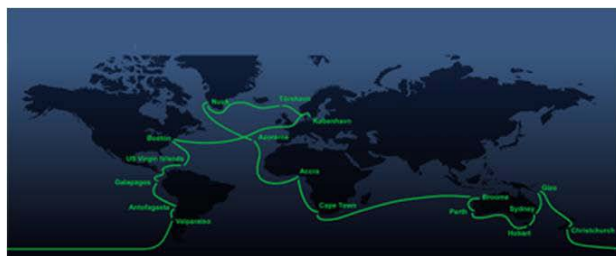 Nuuk
Tórshavn
København
Boston
Azorerne
US Virgin Islands
Accra
Galapagos
Antofagasta
Cape Town
Broome
Gizo
Perth
Sydney
Valparaiso
Hobart
Christchurch